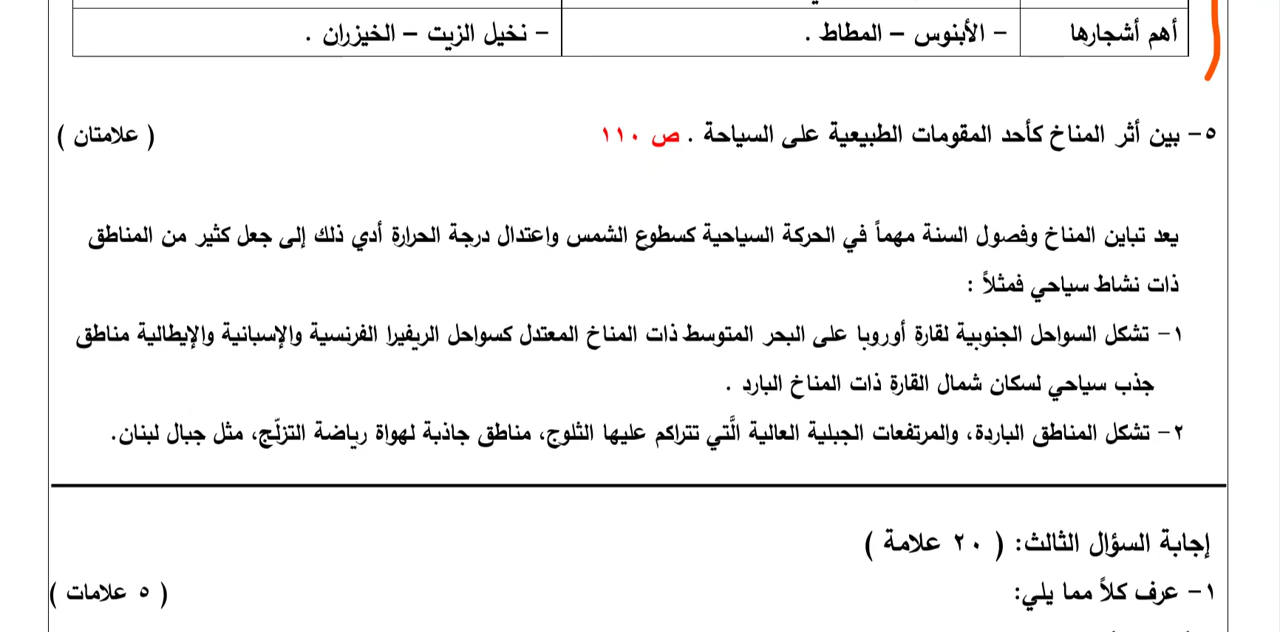 أهم أشجارها - الأبنوس – المطاط . - نخيل الزيت – الخيزران .
٥- بين أثر المناخ كأحد المقومات الطبيعية على السياحة . ص ١١٠ ( علامتان )
يعد تباين المناخ وفصول السنة مهماً في الحركة السياحية كسطوع الشمس واعتدال درجة الحرارة أدي ذلك إلى جعل كثير من المناطق
ذات نشاط سياحي فمثلاً :
١- تشكل السواحل الجنوبية لقارة أوروبا على البحر المتوسط ذات المناخ المعتدل كسواحل الريفيرا الفرنسية والإسبانية والإيطالية مناطق
جذب سياحي لسكان شمال القارة ذات المناخ البارد .
٢- تشكل المناطق الباردة، والمرتفعات الجبلية العالية الَّتي تتراكم عليها الثلوج، مناطق جاذبة لهواة رياضة التزلّج، مثل جبال لبنان.
إجابة السؤال الثالث: ( ٢٠ علامة )
١- عرف كلاً مما يلي: ( ٥ علامات )